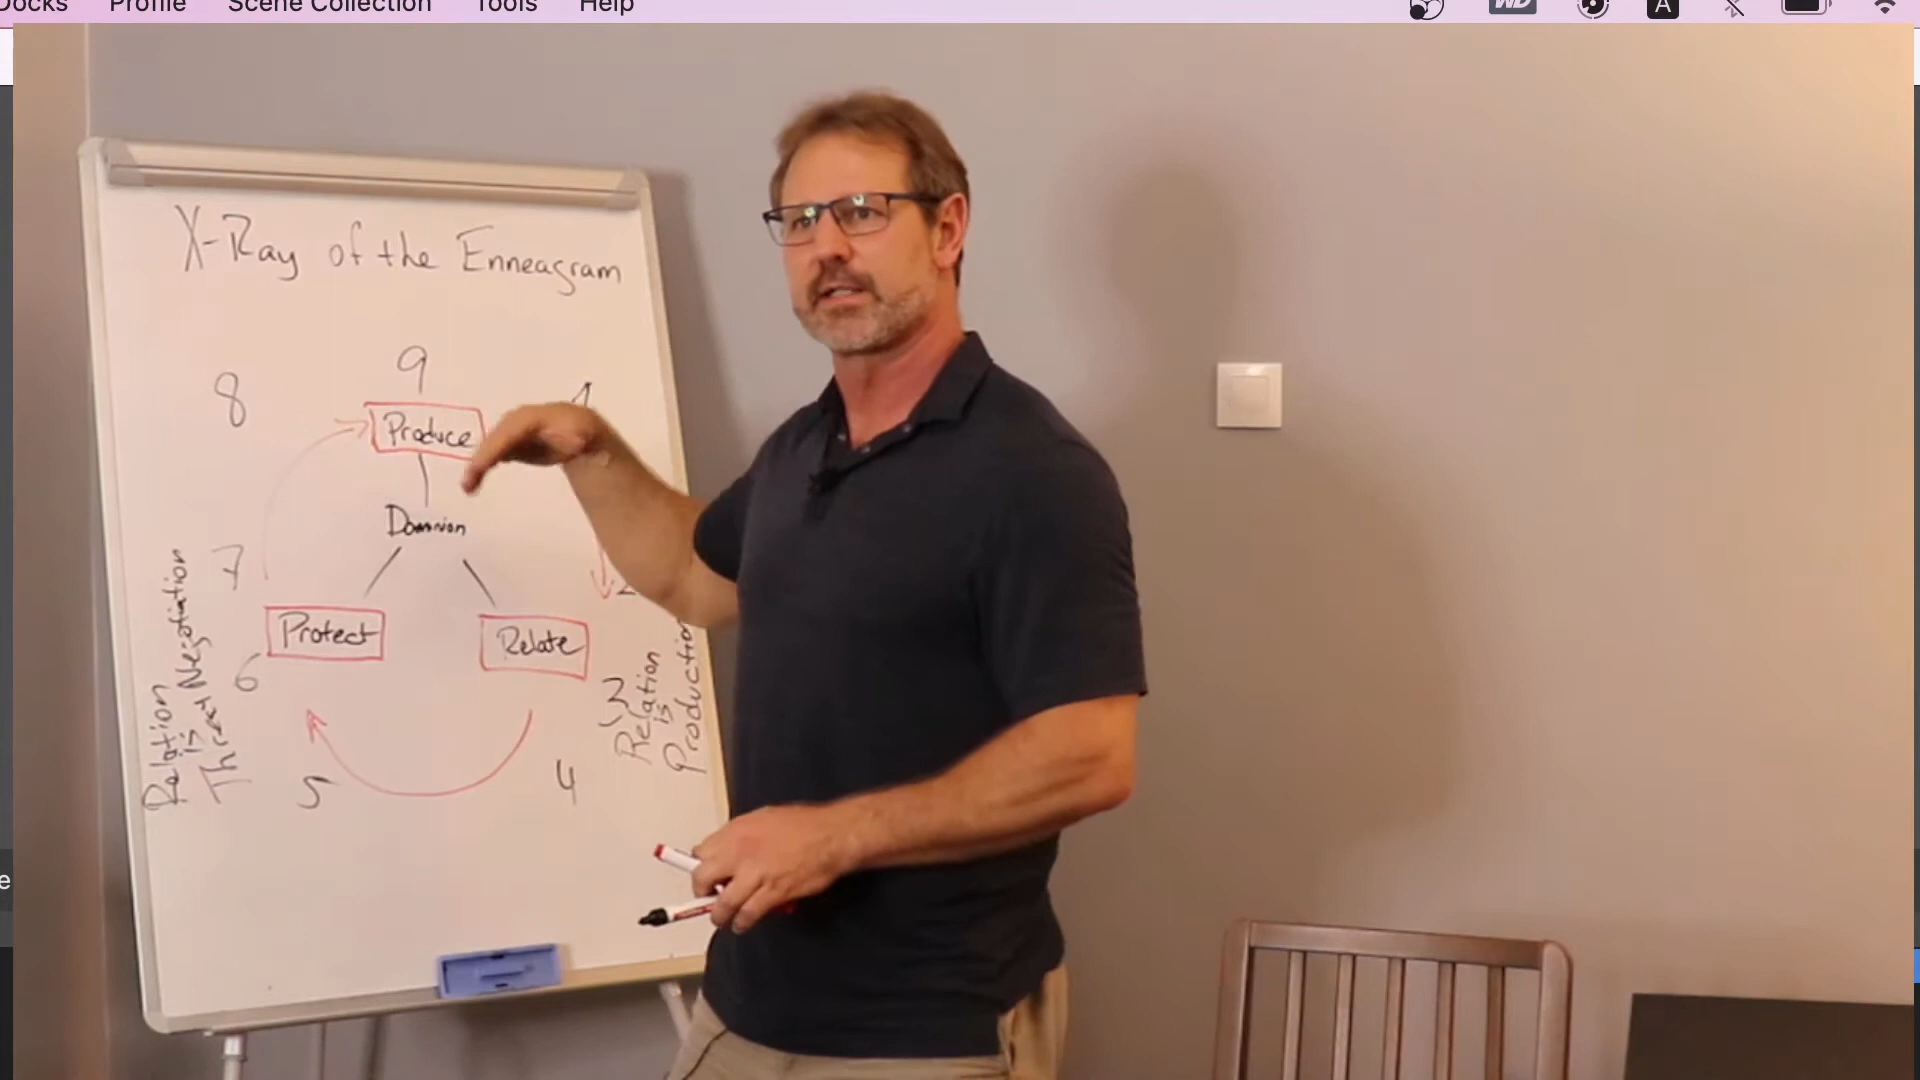 Docks Profile Scene Collection Tools Help
WD A
X-Ray of the Enneagram
9
8
Produce
Dominion
7
Protect
Relate
6
3
5
4
Relation
is
Threat Negotiation
Relation
is
Production
e